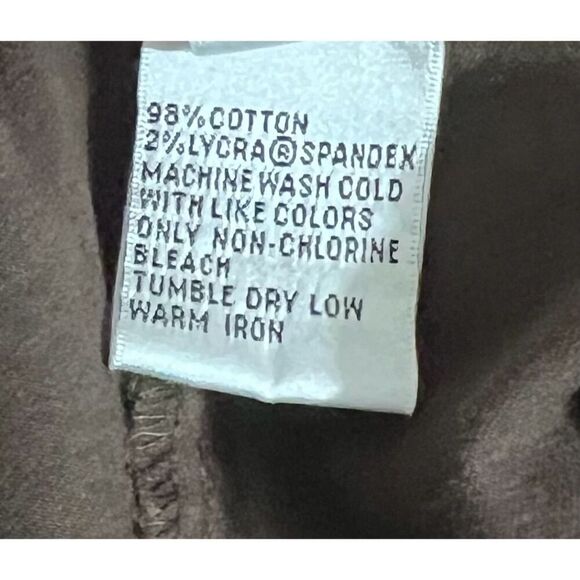 98% COTTON
2% LYCRA® SPANDEX
MACHINE WASH COLD
WITH LIKE COLORS
ONLY NON-CHLORINE
BLEACH
TUMBLE DRY LOW
WARM IRON